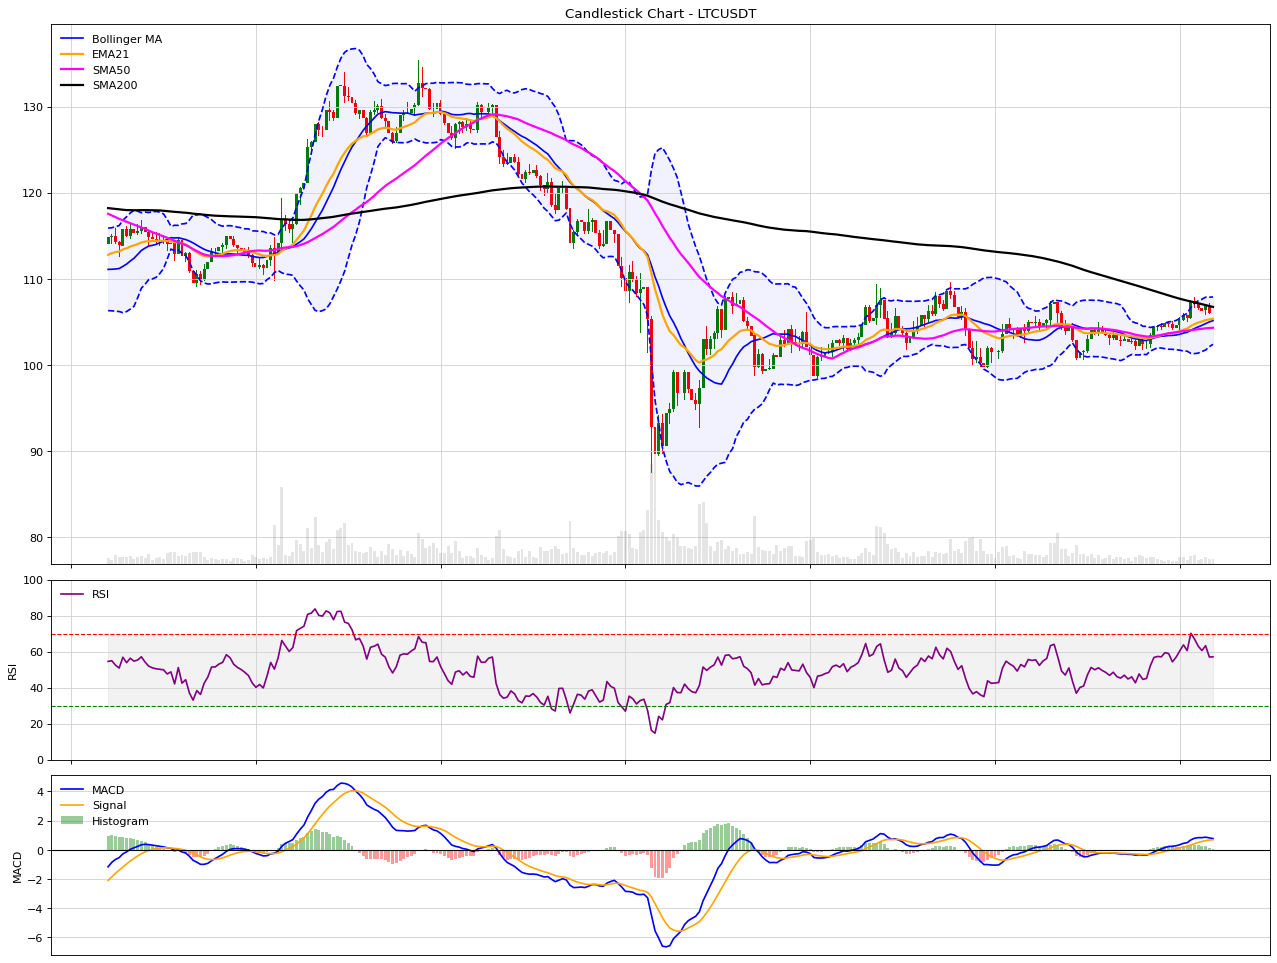 Candlestick Chart - LTCUSDT
Bollinger MA
EMA21
SMA50
SMA200
130
120
110
100
90
80
RSI
100
80
60
40
20
0
RSI
MACD
Signal
Histogram
4
2
0
−2
−4
−6
MACD